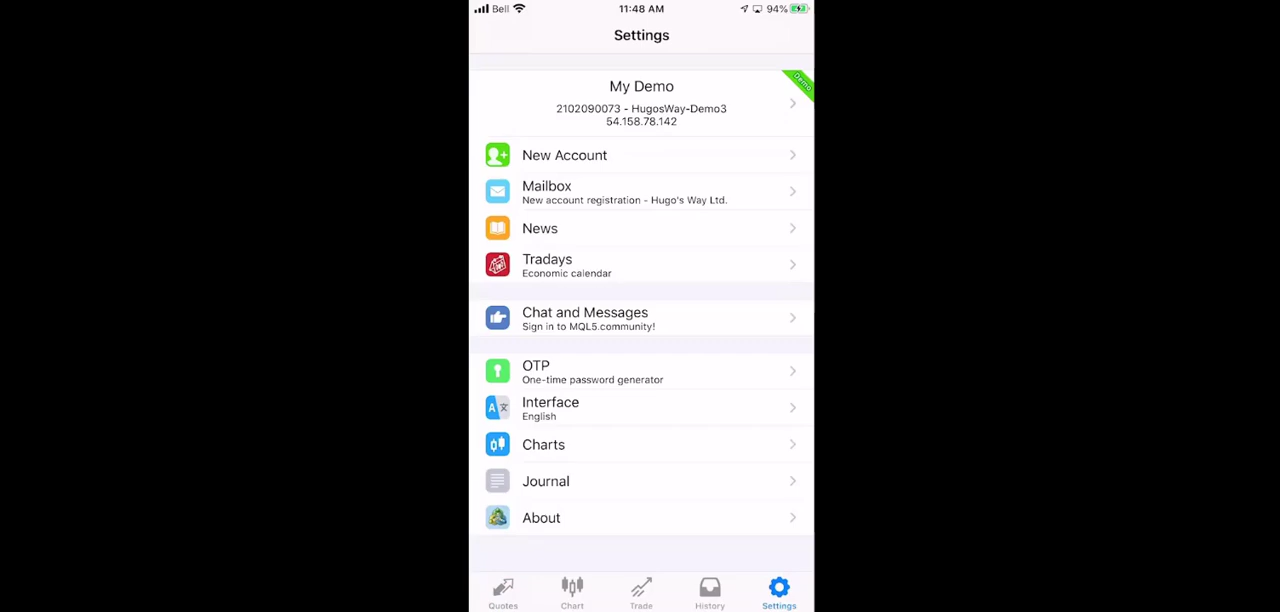 Bell 11:48 AM 94%
Settings
Demo
My Demo
2102090073 - HugosWay-Demo3
54.158.78.142
New Account
Mailbox
New account registration - Hugo's Way Ltd.
News
Tradays
Economic calendar
Chat and Messages
Sign in to MQL5.community!
OTP
One-time password generator
Interface
English
Charts
Journal
About
Quotes Chart Trade History Settings